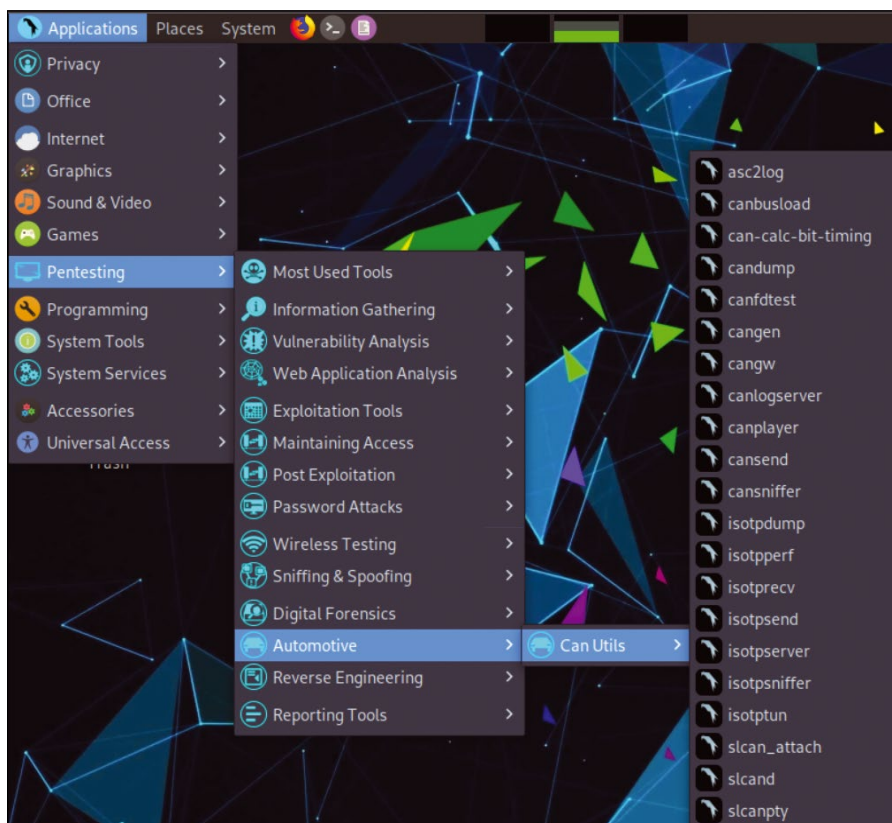 Applications Places System
Privacy
Office
Internet
Graphics
Sound & Video
Games
Pentesting
Programming
System Tools
System Services
Accessories
Universal Access
Trash
Most Used Tools
Information Gathering
Vulnerability Analysis
Web Application Analysis
Exploitation Tools
Maintaining Access
Post Exploitation
Password Attacks
Wireless Testing
Sniffing & Spoofing
Digital Forensics
Automotive
Reverse Engineering
Reporting Tools
Can Utils
asc2log
canbusload
can-calc-bit-timing
candump
canfdtest
cangen
cangw
canlogserver
canplayer
cansend
cansniffer
isotpdump
isotpperf
isotprecv
isotpsend
isotpserver
isotpsniffer
isotptun
slcan_attach
slcand
slcanpty